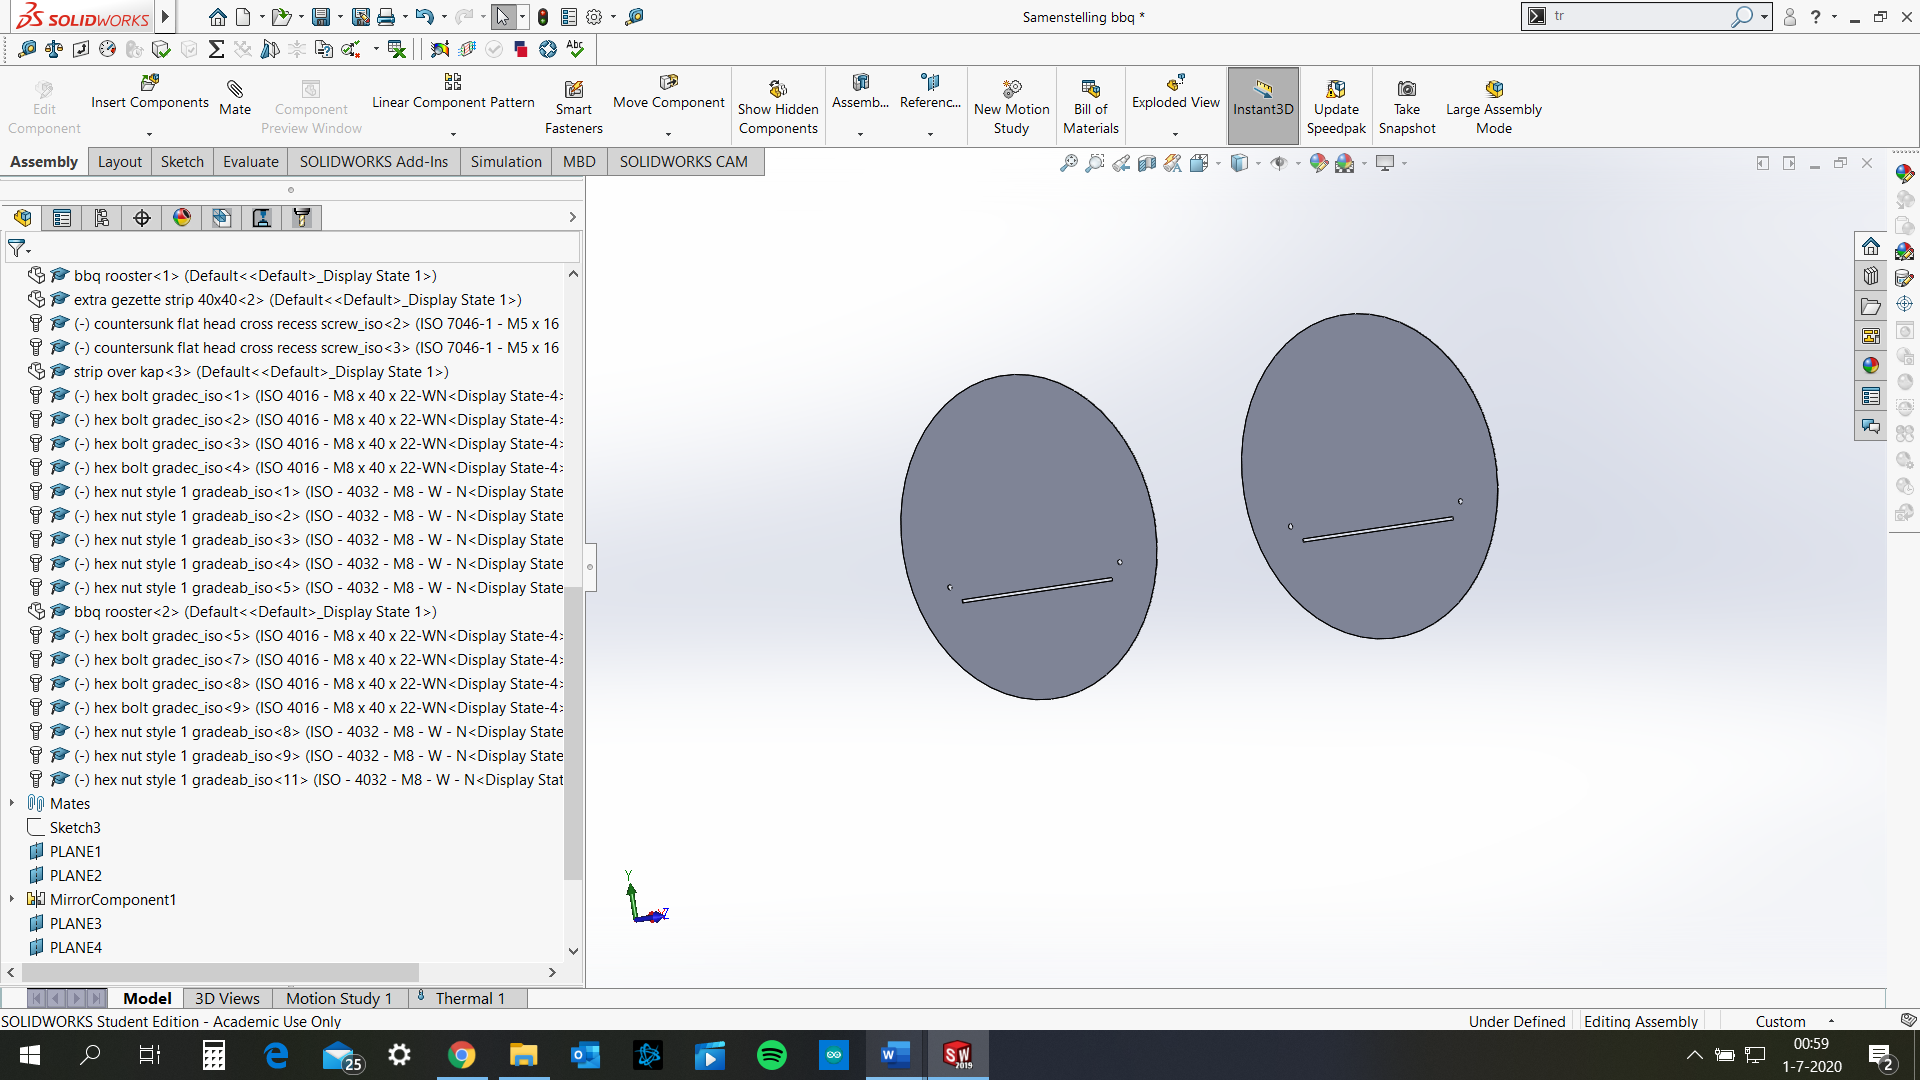 SOLIDWORKS
Samenstelling bbq *
tr
Edit Component
Insert Components
Mate
Component Preview Window
Linear Component Pattern
Smart Fasteners
Move Component
Show Hidden Components
Assemb...
Referenc...
New Motion Study
Bill of Materials
Exploded View
Instant3D
Update Speedpak
Take Snapshot
Large Assembly Mode
Assembly Layout Sketch Evaluate SOLIDWORKS Add-Ins Simulation MBD SOLIDWORKS CAM
bbq rooster<1> (Default<<Default>_Display State 1>)
extra gezette strip 40x40<2> (Default<<Default>_Display State 1>)
(-) countersunk flat head cross recess screw_iso<2> (ISO 7046-1 - M5 x 16
(-) countersunk flat head cross recess screw_iso<3> (ISO 7046-1 - M5 x 16
strip over kap<3> (Default<<Default>_Display State 1>)
(-) hex bolt gradec_iso<1> (ISO 4016 - M8 x 40 x 22-WN<Display State-4>
(-) hex bolt gradec_iso<2> (ISO 4016 - M8 x 40 x 22-WN<Display State-4>
(-) hex bolt gradec_iso<3> (ISO 4016 - M8 x 40 x 22-WN<Display State-4>
(-) hex bolt gradec_iso<4> (ISO 4016 - M8 x 40 x 22-WN<Display State-4>
(-) hex nut style 1 gradeab_iso<1> (ISO - 4032 - M8 - W - N<Display State
(-) hex nut style 1 gradeab_iso<2> (ISO - 4032 - M8 - W - N<Display State
(-) hex nut style 1 gradeab_iso<3> (ISO - 4032 - M8 - W - N<Display State
(-) hex nut style 1 gradeab_iso<4> (ISO - 4032 - M8 - W - N<Display State
(-) hex nut style 1 gradeab_iso<5> (ISO - 4032 - M8 - W - N<Display State
bbq rooster<2> (Default<<Default>_Display State 1>)
(-) hex bolt gradec_iso<5> (ISO 4016 - M8 x 40 x 22-WN<Display State-4>
(-) hex bolt gradec_iso<7> (ISO 4016 - M8 x 40 x 22-WN<Display State-4>
(-) hex bolt gradec_iso<8> (ISO 4016 - M8 x 40 x 22-WN<Display State-4>
(-) hex bolt gradec_iso<9> (ISO 4016 - M8 x 40 x 22-WN<Display State-4>
(-) hex nut style 1 gradeab_iso<8> (ISO - 4032 - M8 - W - N<Display State
(-) hex nut style 1 gradeab_iso<9> (ISO - 4032 - M8 - W - N<Display State
(-) hex nut style 1 gradeab_iso<11> (ISO - 4032 - M8 - W - N<Display Stat
Mates
Sketch3
PLANE1
PLANE2
MirrorComponent1
PLANE3
PLANE4
Y
Z
Model 3D Views Motion Study 1 Thermal 1
SOLIDWORKS Student Edition - Academic Use Only
Under Defined Editing Assembly Custom
25
SW 2019
00:59
1-7-2020
2